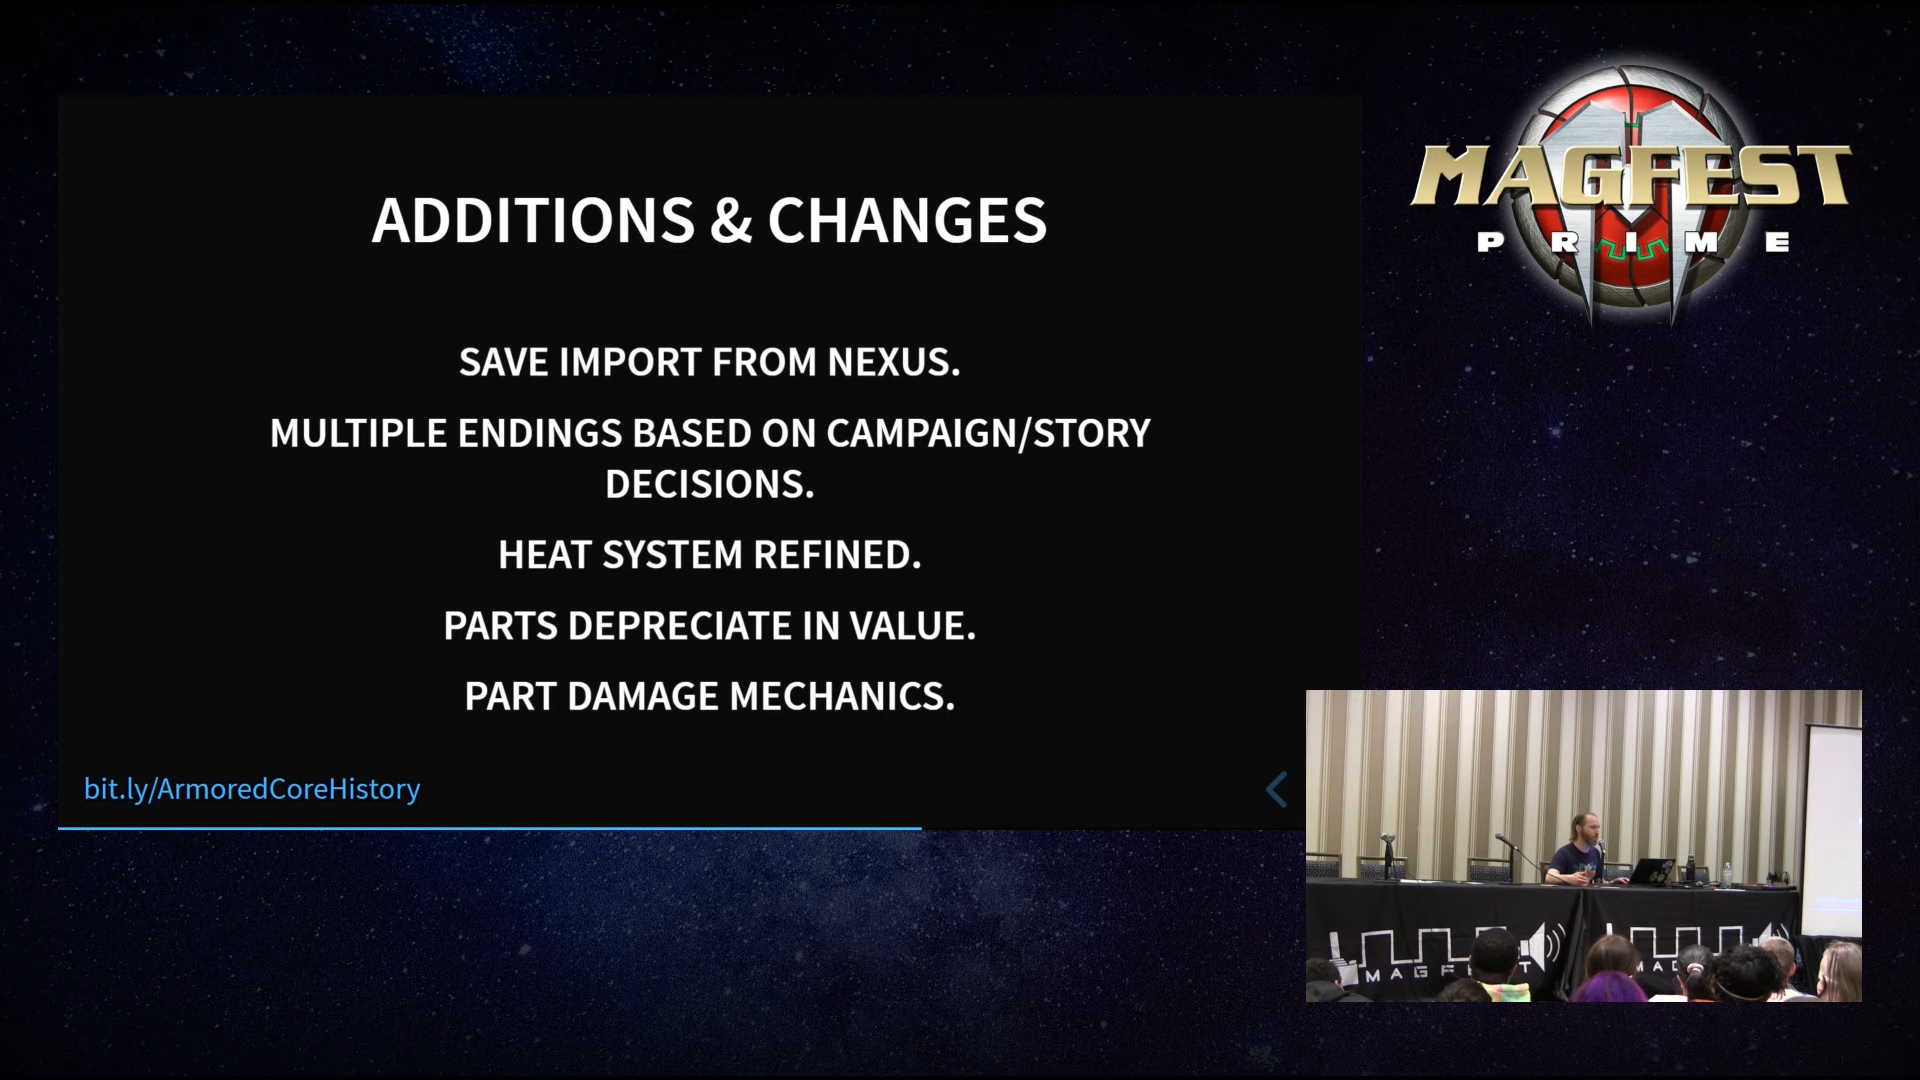 MAGFEST
PRIME
ADDITIONS & CHANGES
SAVE IMPORT FROM NEXUS.
MULTIPLE ENDINGS BASED ON CAMPAIGN/STORY
DECISIONS.
HEAT SYSTEM REFINED.
PARTS DEPRECIATE IN VALUE.
PART DAMAGE MECHANICS.
bit.ly/ArmoredCoreHistory